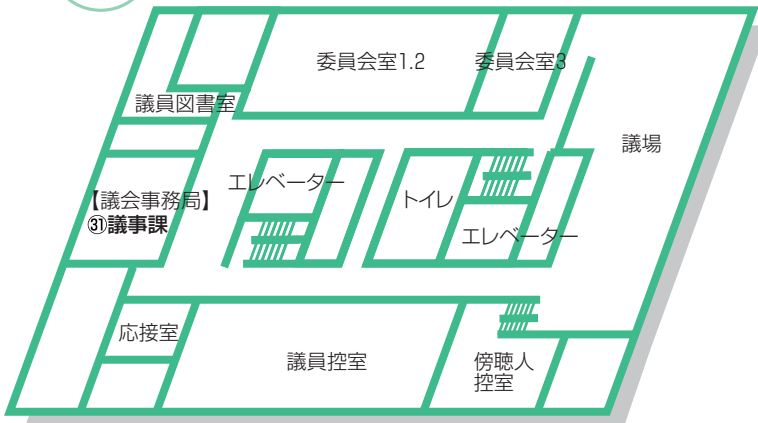 委員会室1.2
委員会室3
議員図書室
議場
エレベーター
トイレ
【議会事務局】
㉛議事課
エレベーター
応接室
議員控室
傍聴人
控室